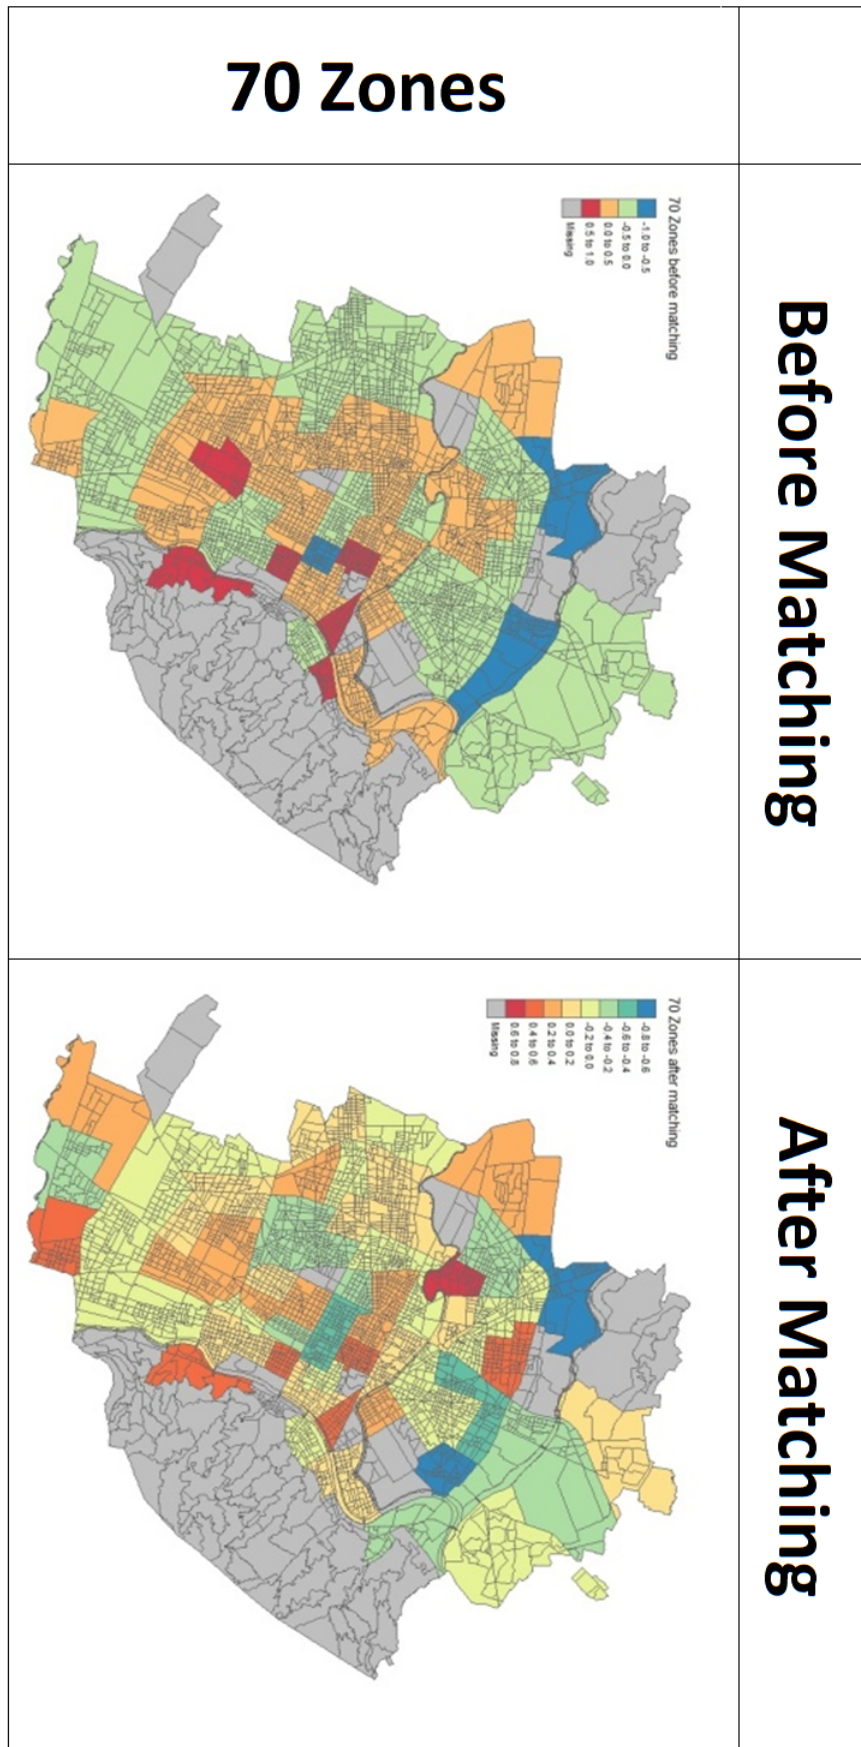 70 Zones
Before Matching
70 Zones before matching
-1.0 to -0.5
-0.5 to 0.0
0.0 to 0.5
0.5 to 1.0
Missing
After Matching
70 Zones after matching
-0.8 to -0.6
-0.6 to -0.4
-0.4 to -0.2
-0.2 to 0.0
0.0 to 0.2
0.2 to 0.4
0.4 to 0.6
0.6 to 0.8
Missing